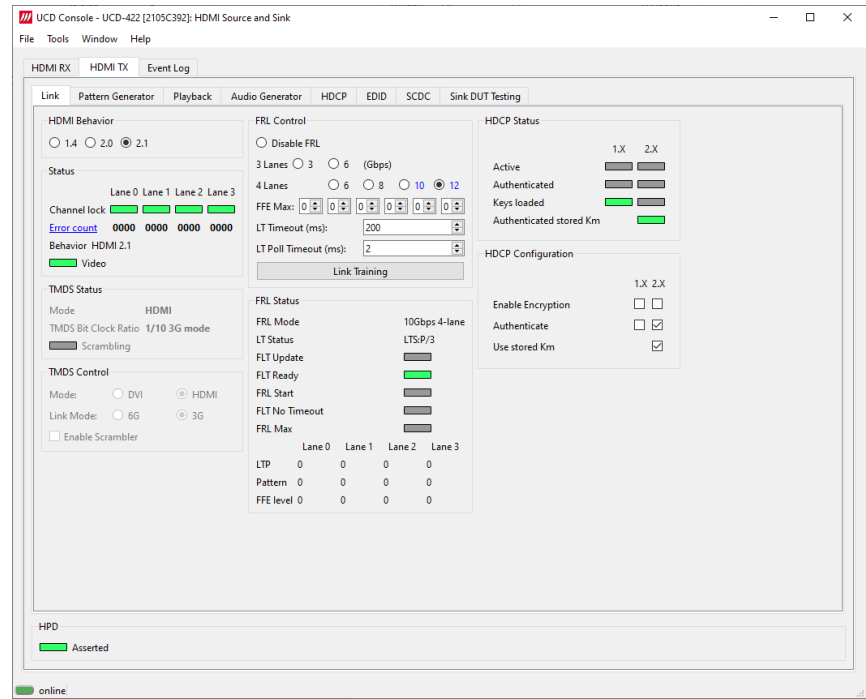 UCD Console - UCD-422 [2105C392]: HDMI Source and Sink
File Tools Window Help
HDMI RX HDMI TX Event Log
Link Pattern Generator Playback Audio Generator HDCP EDID SCDC Sink DUT Testing
HDMI Behavior
1.4 2.0 2.1
Status
Lane 0 Lane 1 Lane 2 Lane 3
Channel lock
Error count 0000 0000 0000 0000
Behavior HDMI 2.1
Video
TMDS Status
Mode HDMI
TMDS Bit Clock Ratio 1/10 3G mode
Scrambling
TMDS Control
Mode: DVI HDMI
Link Mode: 6G 3G
Enable Scrambler
FRL Control
Disable FRL
3 Lanes 3 6 (Gbps)
4 Lanes 6 8 10 12
FFE Max: 0 0 0 0 0 0
LT Timeout (ms): 200
LT Poll Timeout (ms): 2
Link Training
FRL Status
FRL Mode 10Gbps 4-lane
LT Status LTS:P/3
FLT Update
FLT Ready
FRL Start
FLT No Timeout
FRL Max
Lane 0 Lane 1 Lane 2 Lane 3
LTP 0 0 0 0
Pattern 0 0 0 0
FFE level 0 0 0 0
HDCP Status
1.X 2.X
Active
Authenticated
Keys loaded
Authenticated stored Km
HDCP Configuration
1.X 2.X
Enable Encryption
Authenticate
Use stored Km
HPD
Asserted
online